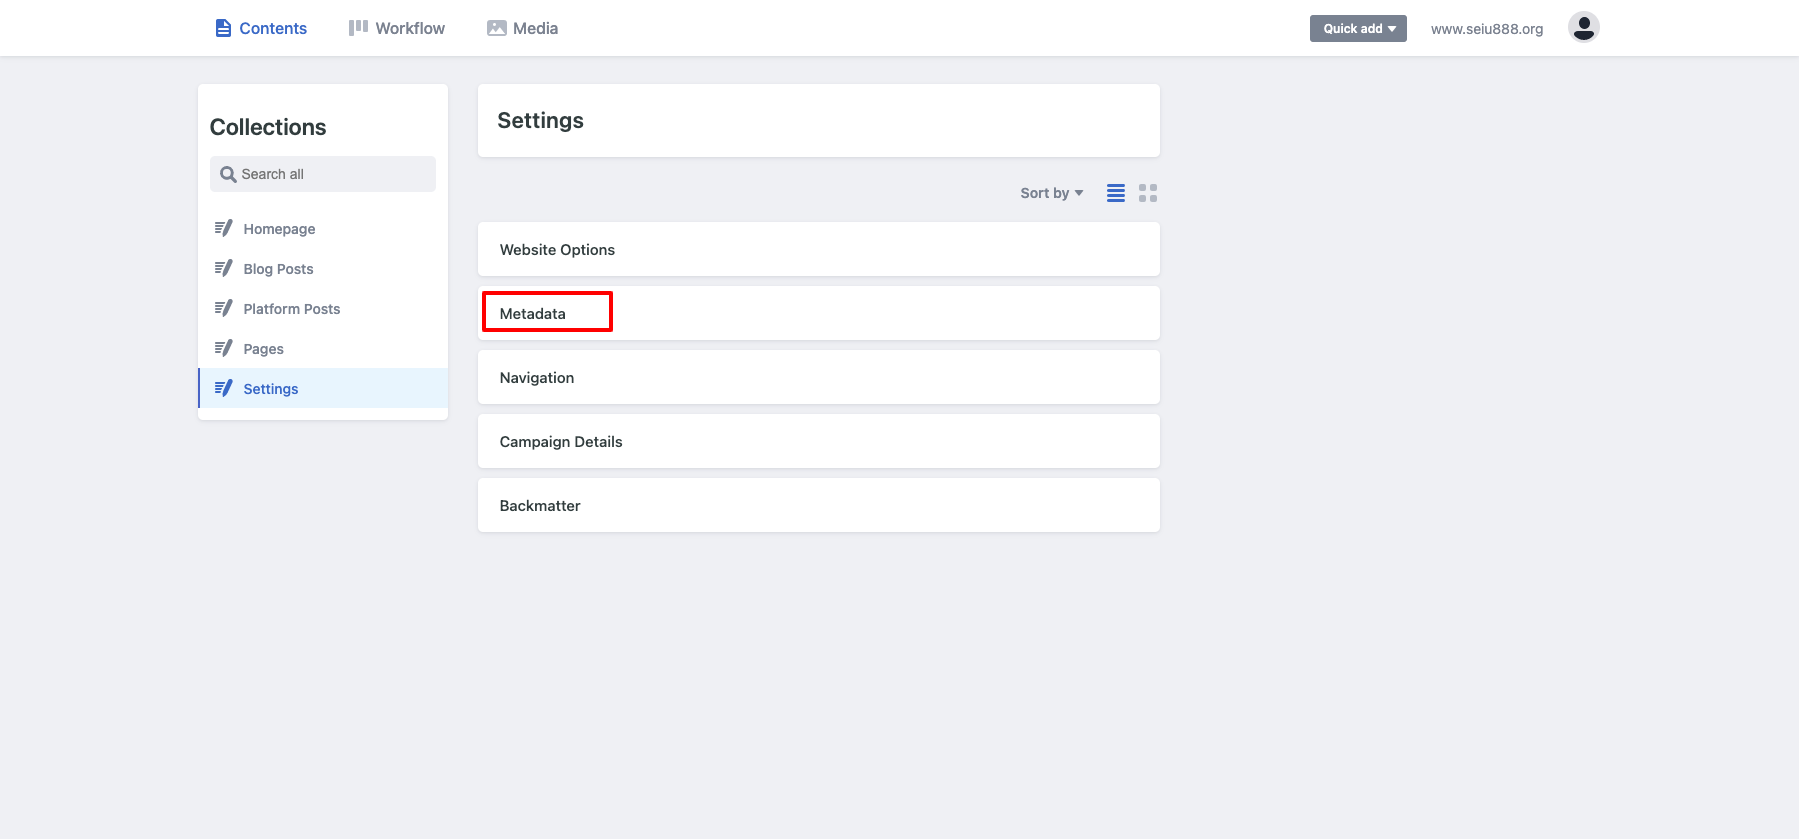 Contents
Workflow
Media
Quick add
www.seiu888.org
Collections
Search all
Homepage
Blog Posts
Platform Posts
Pages
Settings
Settings
Sort by
Website Options
Metadata
Navigation
Campaign Details
Backmatter